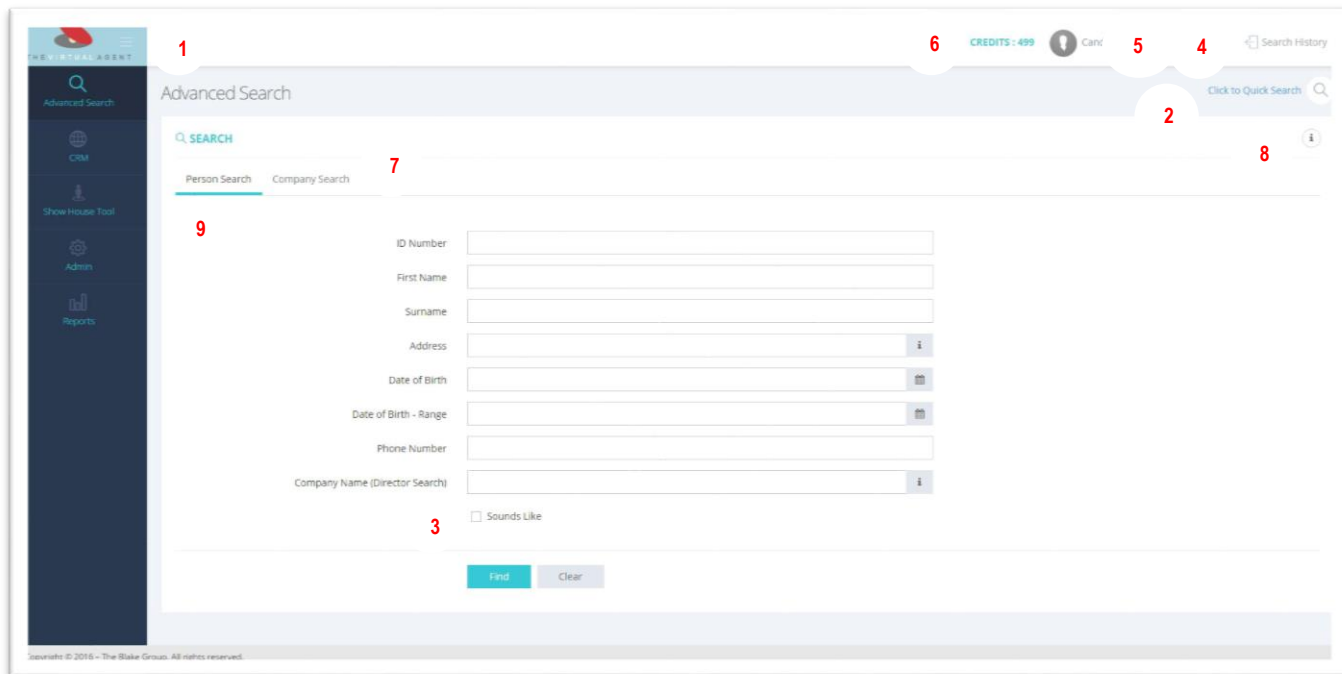 THE VIRTUAL AGENT
1
6
CREDITS : 499
5
4
Search History
Advanced Search
Advanced Search
Click to Quick Search
2
SEARCH
8
7
Person Search
Company Search
CRM
Show House Tool
9
ID Number
Admin
First Name
Reports
Surname
Address
Date of Birth
Date of Birth - Range
Phone Number
Company Name (Director Search)
Sounds Like
3
Find
Clear
Copyright © 2016 – The Blake Group. All rights reserved.